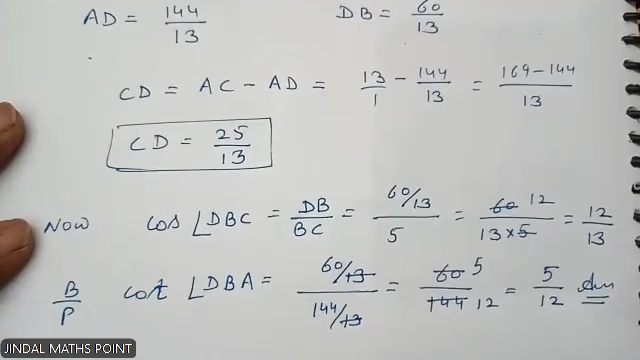 AD = 144/13 DB = 60/13
CD = AC - AD = 13/1 - 144/13 = 169-144/13
CD = 25/13
NOW cos ∠DBC = DB/BC = 60/13/5 = 60 12/13×5 = 12/13
B/P cot ∠DBA = 60/13/144/13 = 60 5/144 12 = 5/12 Ans
JINDAL MATHS POINT